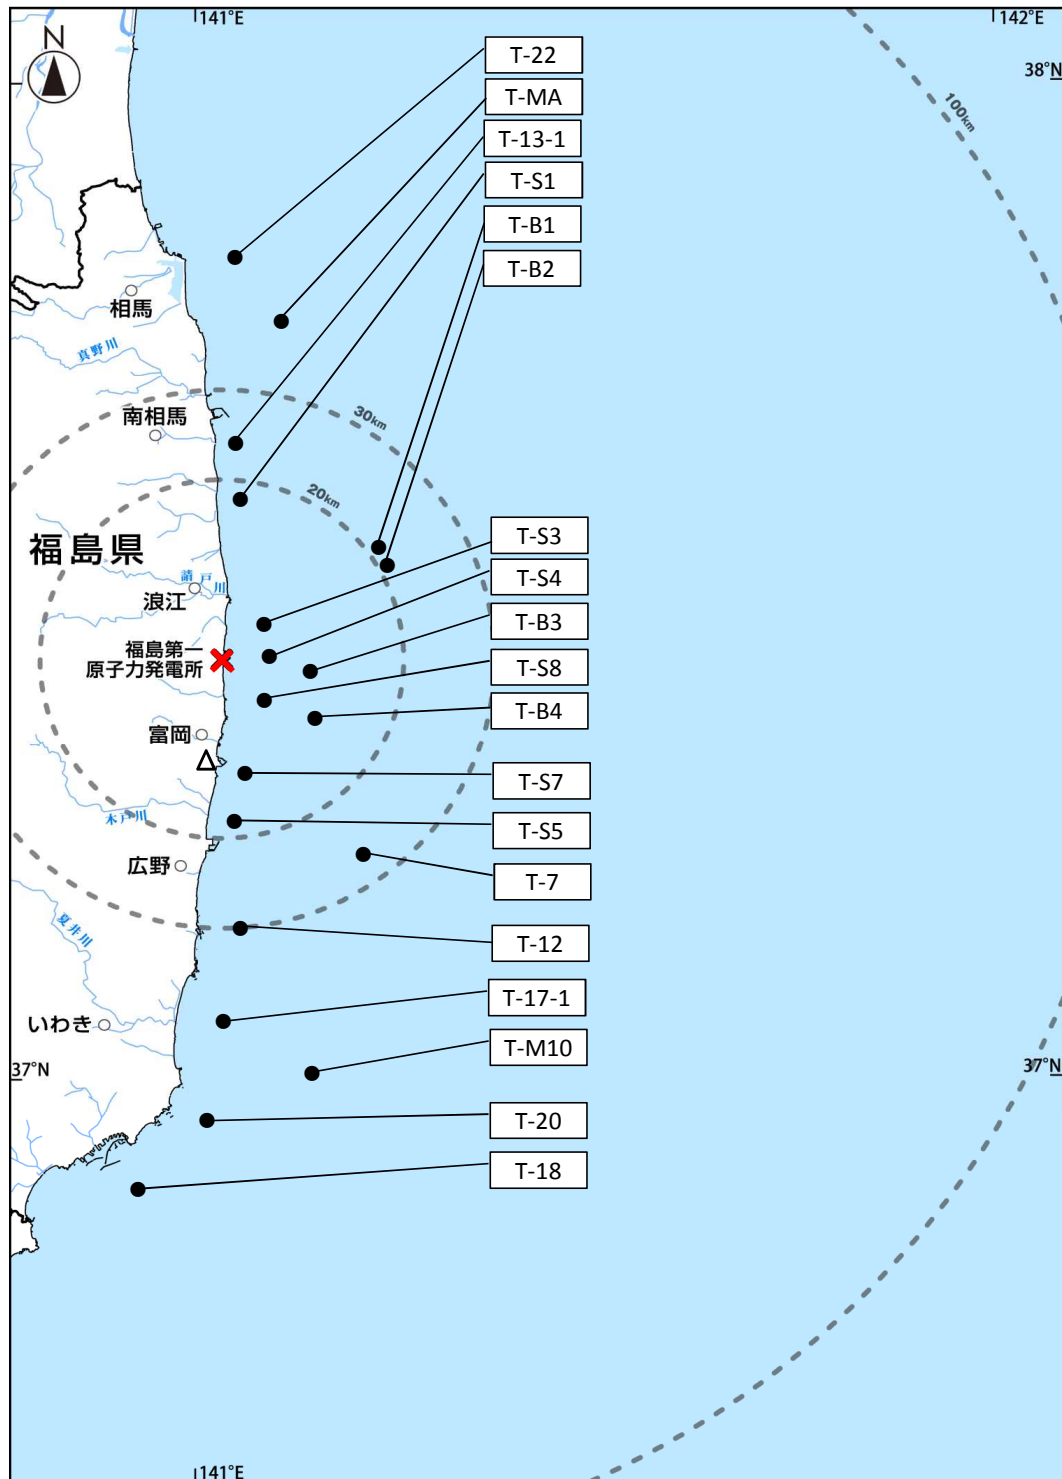 141°E
142°E
N
38°N
T-22
T-MA
100km
T-13-1
T-S1
T-B1
T-B2
相馬
真野川
30km
南相馬
20km
福島県
T-S3
請戸川
T-S4
浪江
T-B3
福島第一
原子力発電所
T-S8
T-B4
富岡
T-S7
木戸川
T-S5
広野
T-7
夏井川
T-12
T-17-1
いわき
T-M10
37°N
37°N
T-20
T-18
141°E